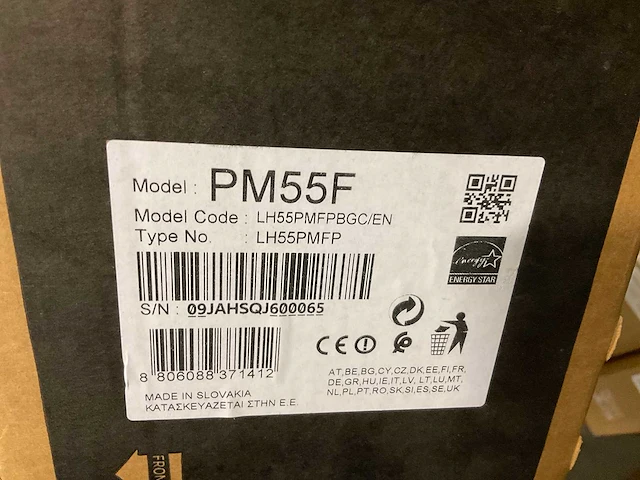 Model : PM55F
Model Code : LH55PMFPBGC/EN
Type No. : LH55PMFP
energy
ENERGY STAR
S/N : 09JAHSQJ600065
CE
8 806088 371412
AT,BE,BG,CY,CZ,DK,EE,FI,FR,
DE,GR,HU,IE,IT,LV, LT,LU,MT,
NL,PL,PT,RO,SK,SI,ES,SE,UK
MADE IN SLOVAKIA
ΚΑΤΑΣΚΕΥΑΖΕΤΑΙ ΣΤΗΝ Ε.Ε.
FRON